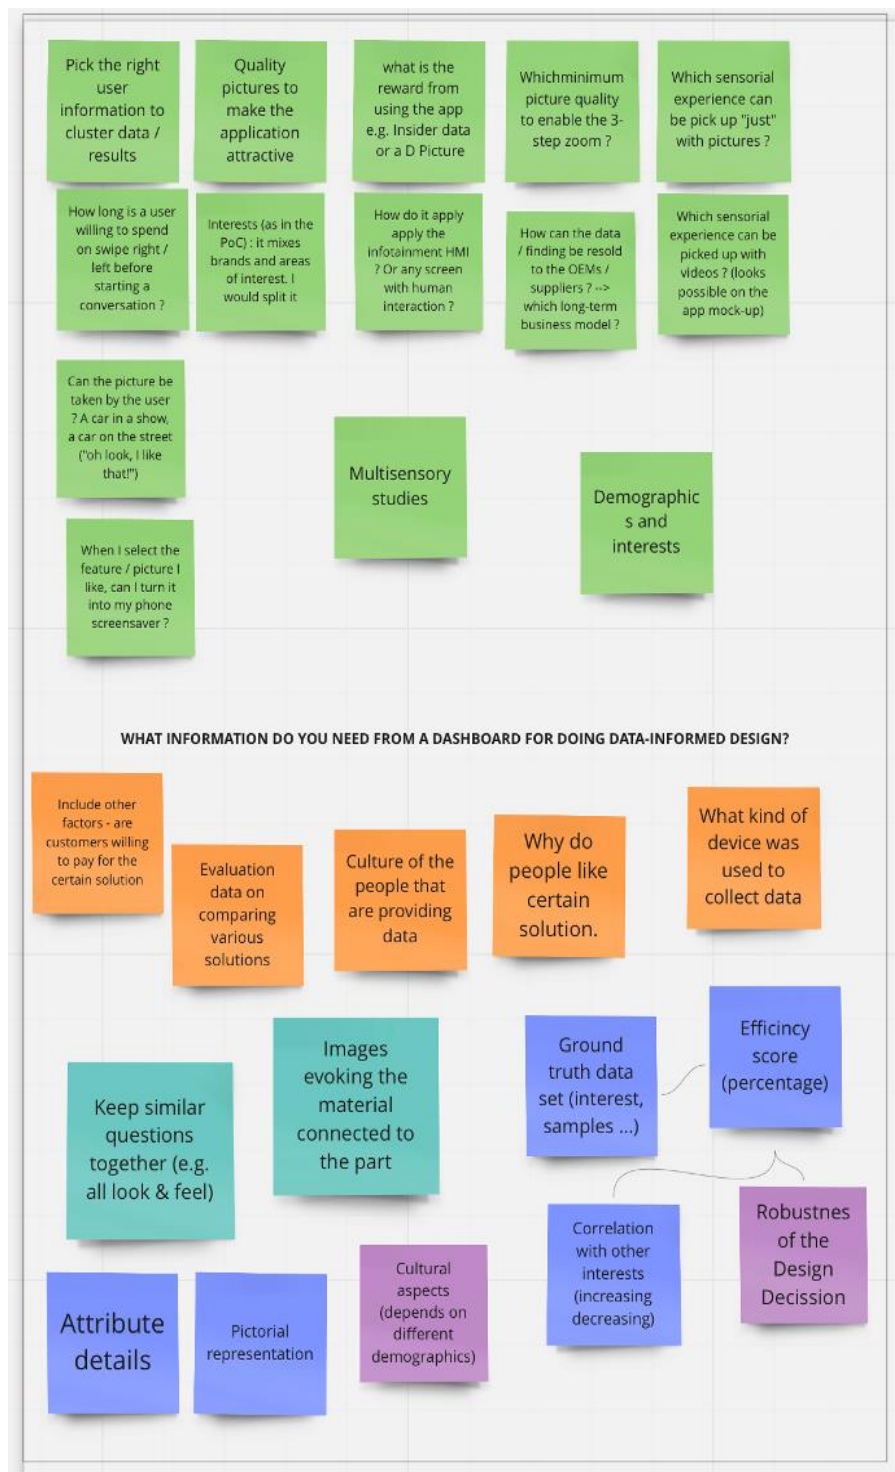 Pick the right
user
information to
cluster data /
results
Quality
pictures to
make the
application
attractive
what is the
reward from
using the app
e.g. Insider data
or a D Picture
Whichminimum
picture quality
to enable the 3-
step zoom ?
Which sensorial
experience can
be pick up "just"
with pictures ?
How long is a user
willing to spend
on swipe right /
left before
starting a
conversation ?
Interests (as in the
PoC) : it mixes
brands and areas
of interest. I
would split it
How do it apply
apply the
infotainment HMI
? Or any screen
with human
interaction ?
How can the data
/ finding be resold
to the OEMs /
suppliers ? -->
which long-term
business model ?
Which sensorial
experience can be
picked up with
videos ? (looks
possible on the
app mock-up)
Can the picture be
taken by the user
? A car in a show,
a car on the street
("oh look, I like
that!")
Multisensory
studies
Demographic
s and
interests
When I select the
feature / picture I
like, can I turn it
into my phone
screensaver ?
WHAT INFORMATION DO YOU NEED FROM A DASHBOARD FOR DOING DATA-INFORMED DESIGN?
Include other
factors - are
customers willing
to pay for the
certain solution
Evaluation
data on
comparing
various
solutions
Culture of the
people that
are providing
data
Why do
people like
certain
solution.
What kind of
device was
used to
collect data
Keep similar
questions
together (e.g.
all look & feel)
Images
evoking the
material
connected to
the part
Ground
truth data
set (interest,
samples ...)
Efficincy
score
(percentage)
Correlation
with other
interests
(increasing
decreasing)
Robustnes
of the
Design
Decission
Attribute
details
Pictorial
representation
Cultural
aspects
(depends on
different
demographics)